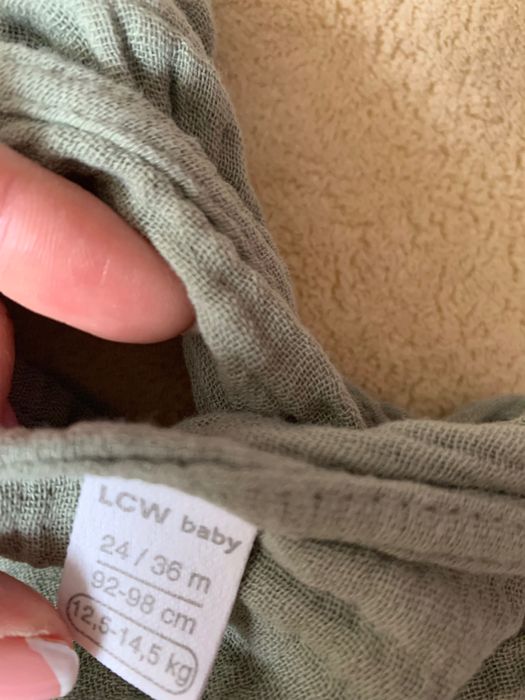 LCW baby
24 / 36 m
92-98 cm
12,5-14,5 kg